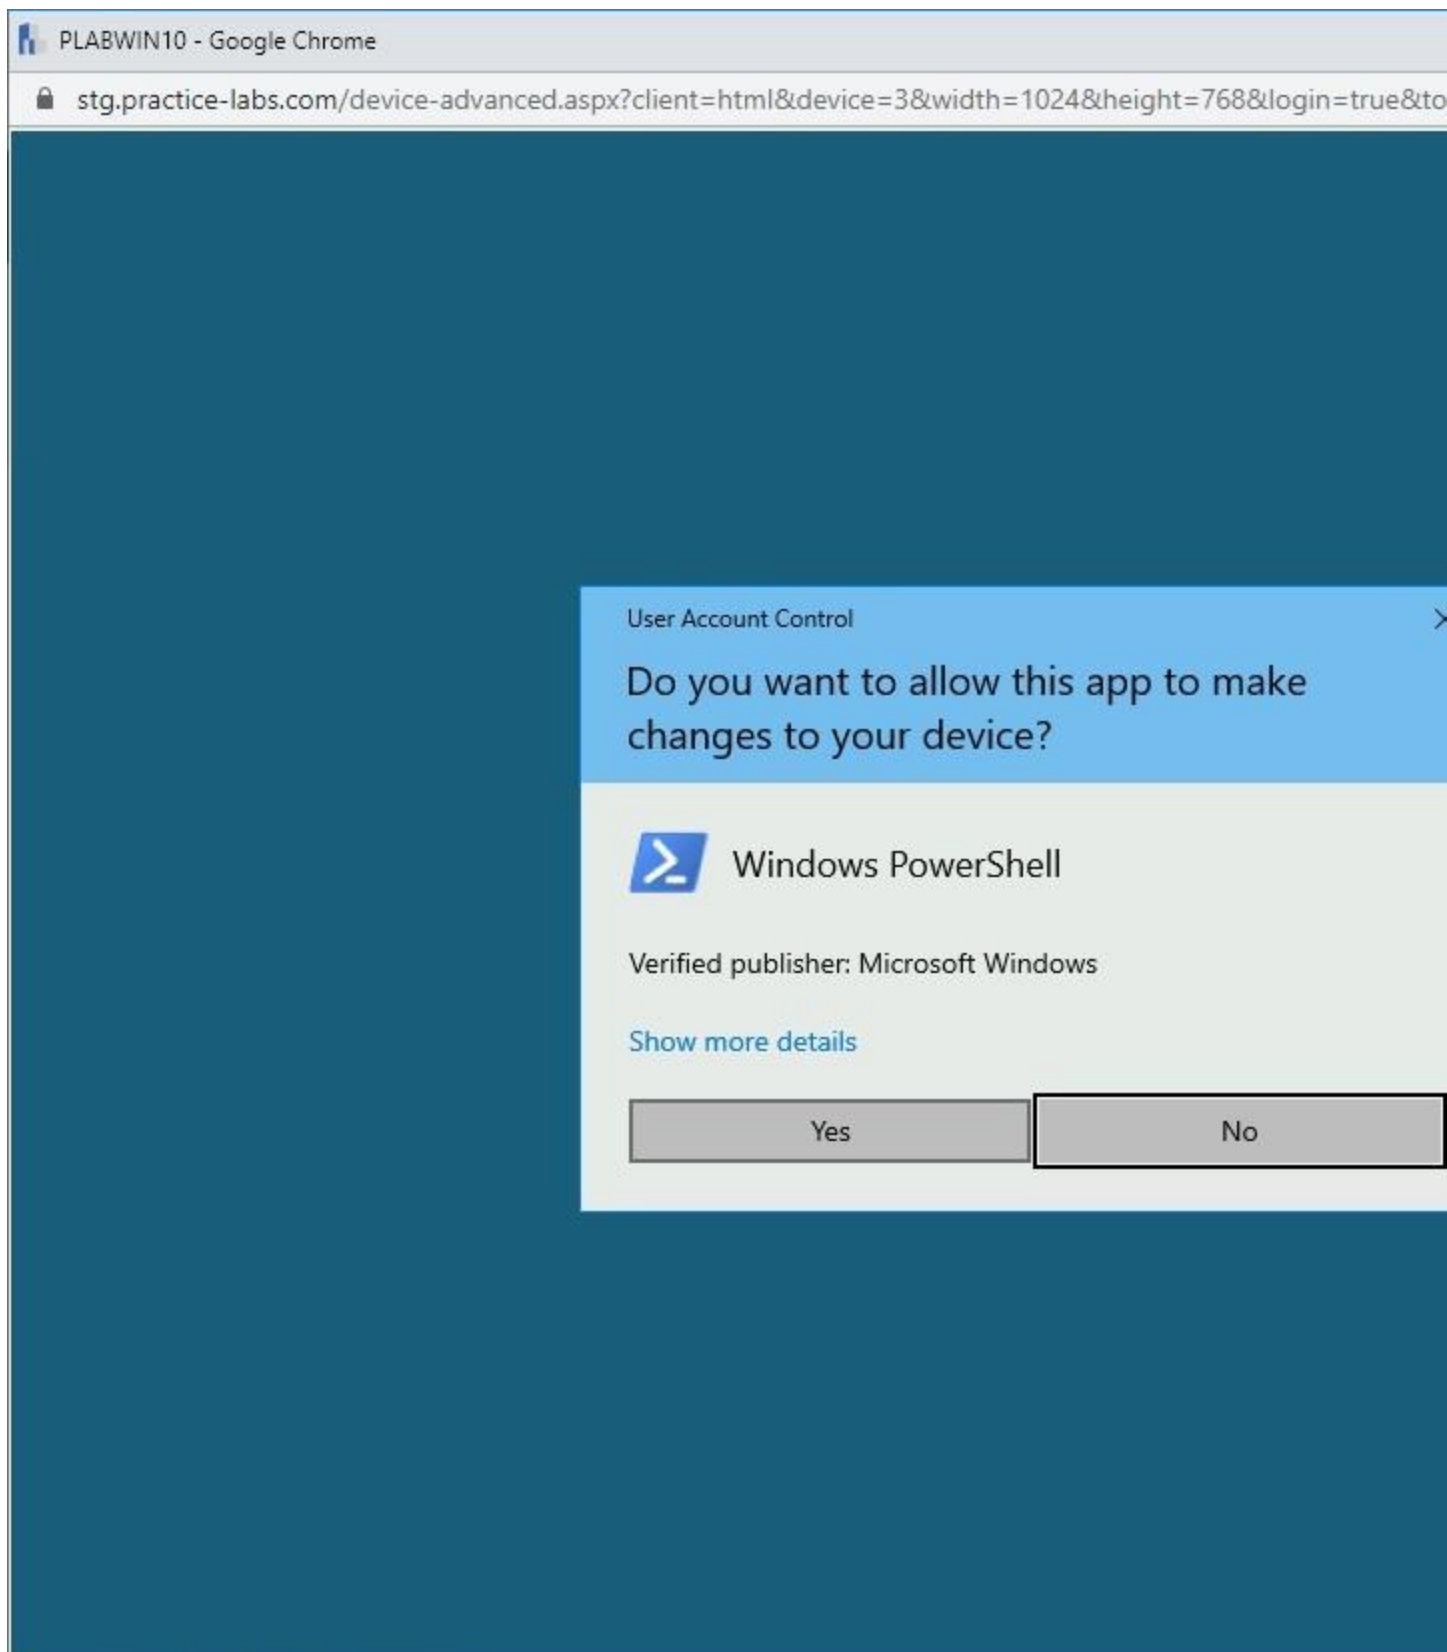 PLABWIN10 - Google Chrome
stg.practice-labs.com/device-advanced.aspx?client=html&device=3&width=1024&height=768&login=true&to
User Account Control
Do you want to allow this app to make
changes to your device?
Windows PowerShell
Verified publisher: Microsoft Windows
Show more details
Yes No